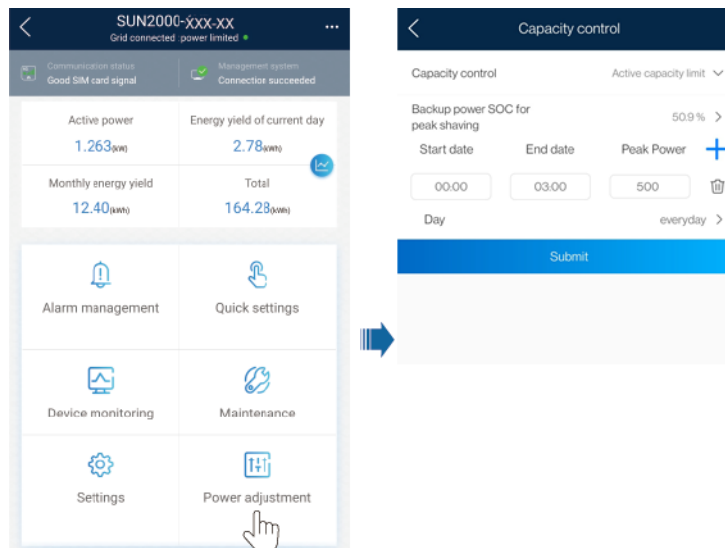 SUN2000-XXX-XX
Grid connected :power limited
Communication status
Good SIM card signal
Management system
Connection succeeded
Active power
1.263(kW)
Energy yield of current day
2.78(kWh)
Monthly energy yield
12.40(kWh)
Total
164.28(kWh)
Alarm management
Quick settings
Device monitoring
Maintenance
Settings
Power adjustment
Capacity control
Capacity control
Active capacity limit
Backup power SOC for
peak shaving
50.9 %
Start date
End date
Peak Power
00:00
03:00
500
Day
everyday
Submit